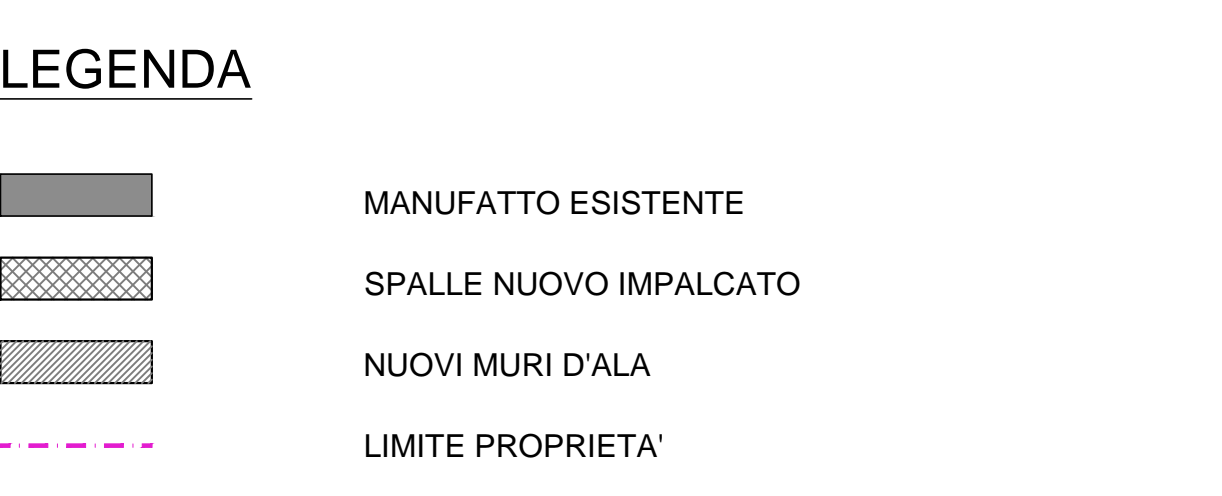 LEGENDA
MANUFATTO ESISTENTE
SPALLE NUOVO IMPALCATO
NUOVI MURI D'ALA
LIMITE PROPRIETA'